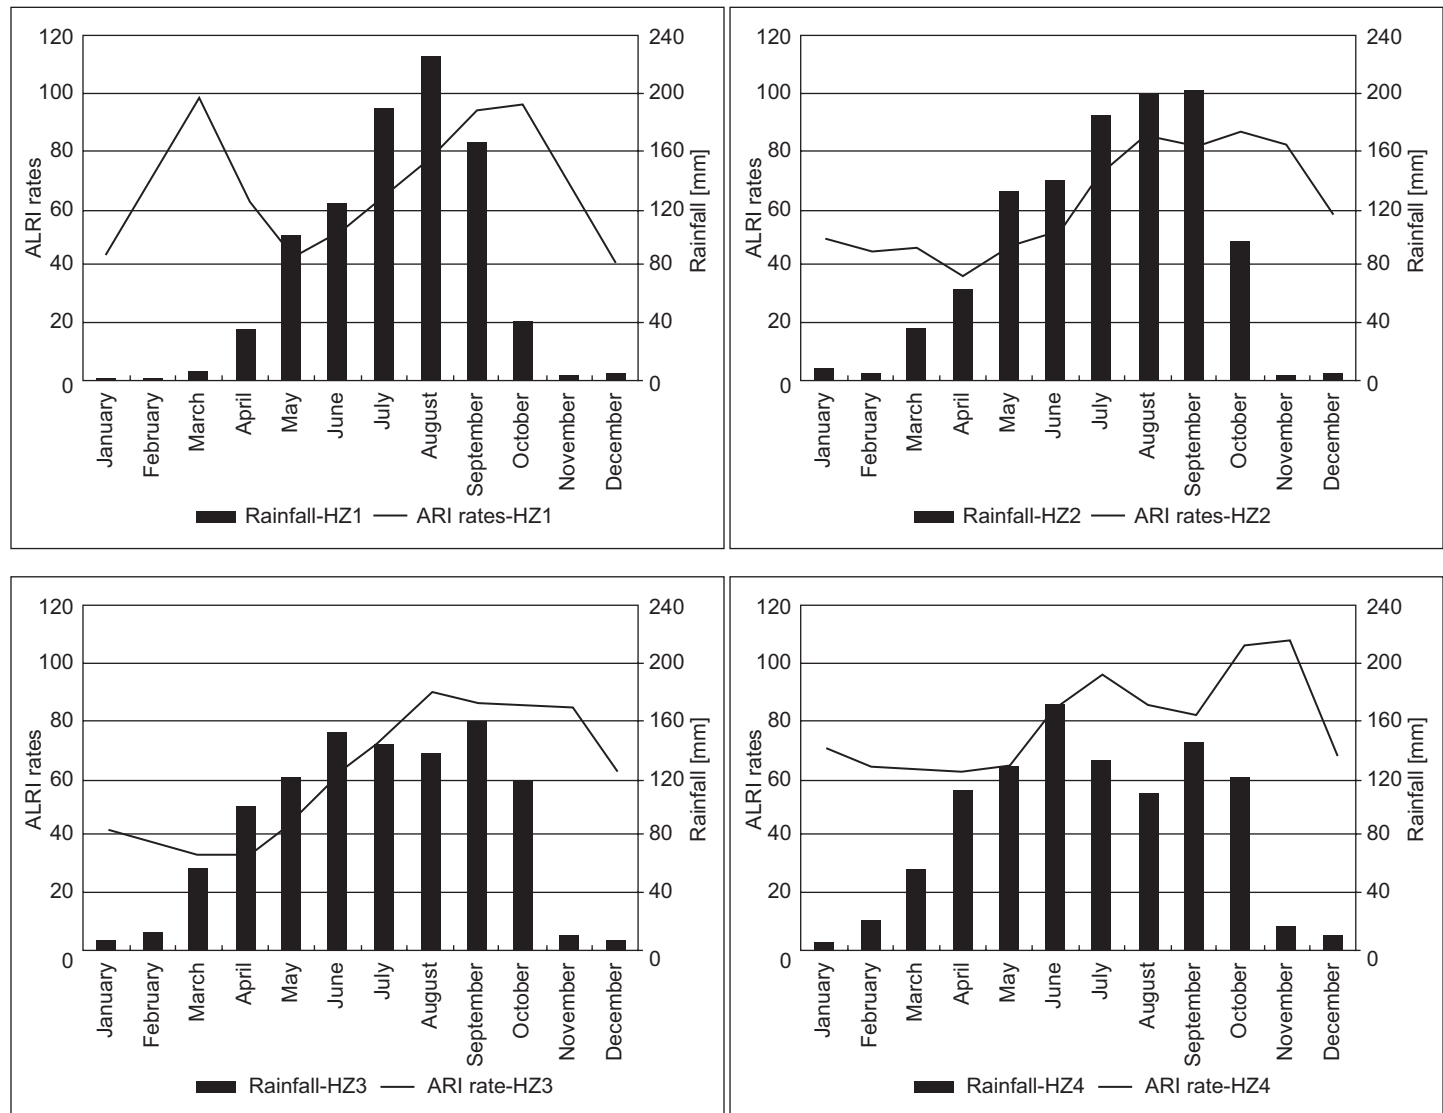 120
100
80
60
40
20
0
ALRI rates
240
200
160
120
80
40
0
Rainfall [mm]
January
February
March
April
May
June
July
August
September
October
November
December
Rainfall-HZ1
ARI rates-HZ1
120
100
80
60
40
20
0
ALRI rates
240
200
160
120
80
40
0
Rainfall [mm]
January
February
March
April
May
June
July
August
September
October
November
December
Rainfall-HZ2
ARI rates-HZ2
120
100
80
60
40
20
0
ALRI rates
240
200
160
120
80
40
0
Rainfall [mm]
January
February
March
April
May
June
July
August
September
October
November
December
Rainfall-HZ3
ARI rate-HZ3
120
100
80
60
40
20
0
ALRI rates
240
200
160
120
80
40
0
Rainfall [mm]
January
February
March
April
May
June
July
August
September
October
November
December
Rainfall-HZ4
ARI rate-HZ4